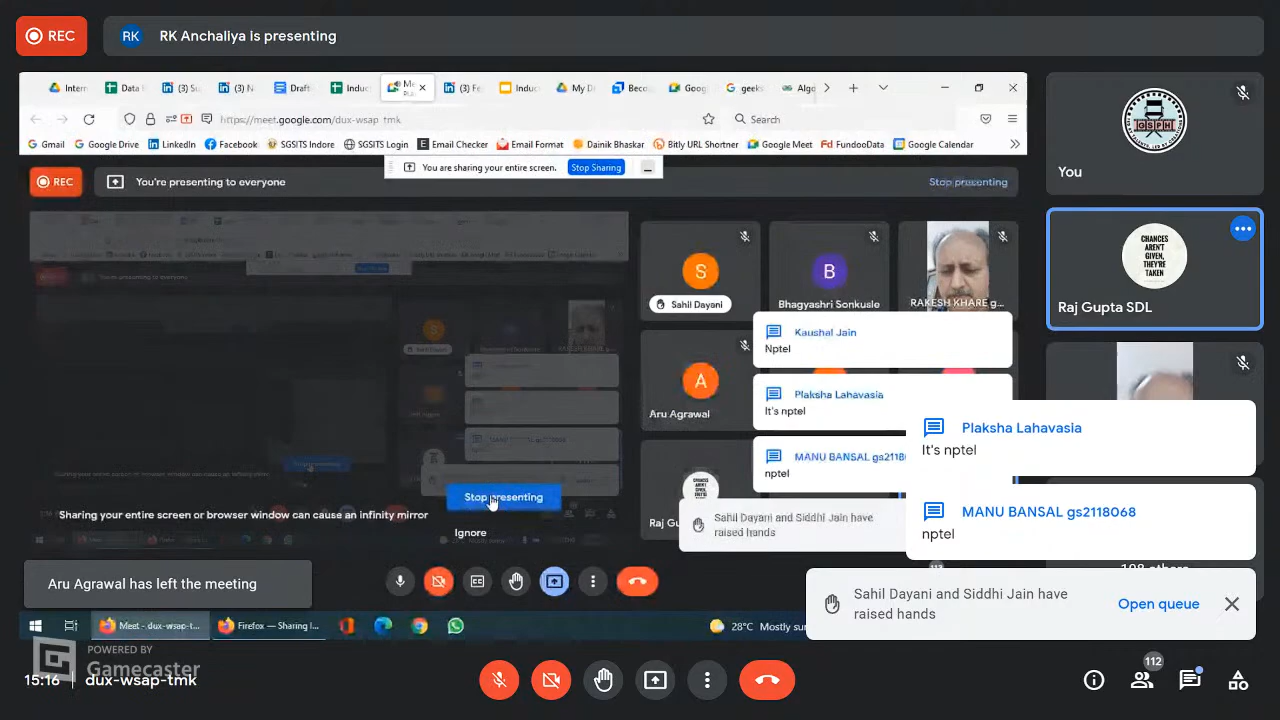 REC
RK
RK Anchaliya is presenting
Intern
Data
(3) Su
(3) N
Draft
Induc
Me
(3) Fe
Induc
My D
Beco
Goog
geeks
Algo
https://meet.google.com/dux-wsap tmk
Search
Gmail
Google Drive
LinkedIn
Facebook
SGSITS Indore
SGSITS Login
Email Checker
Email Format
Dainik Bhaskar
Bitly URL Shortner
Google Meet
FundooData
Google Calendar
You are sharing your entire screen.
Stop Sharing
REC
You're presenting to everyone
Stop presenting
You
S
Sahil Dayani
B
Bhagyashri Sonkusale
RAKESH KHARE g...
CHANCES
AREN'T
GIVEN,
THEY'RE
TAKEN
Raj Gupta SDL
A
Aru Agrawal
Kaushal Jain
Nptel
Plaksha Lahavasia
It's nptel
MANU BANSAL gs2118
nptel
Raj Gu
Sahil Dayani and Siddhi Jain have
raised hands
Stop presenting
Sharing your entire screen or browser window can cause an infinity mirror
Ignore
Plaksha Lahavasia
It's nptel
MANU BANSAL gs2118068
nptel
Aru Agrawal has left the meeting
Sahil Dayani and Siddhi Jain have
raised hands
Open queue
Meet - dux-wsap-t...
Firefox — Sharing I...
28°C Mostly su
POWERED BY
Gamecaster
15:16
dux-wsap-tmk
112